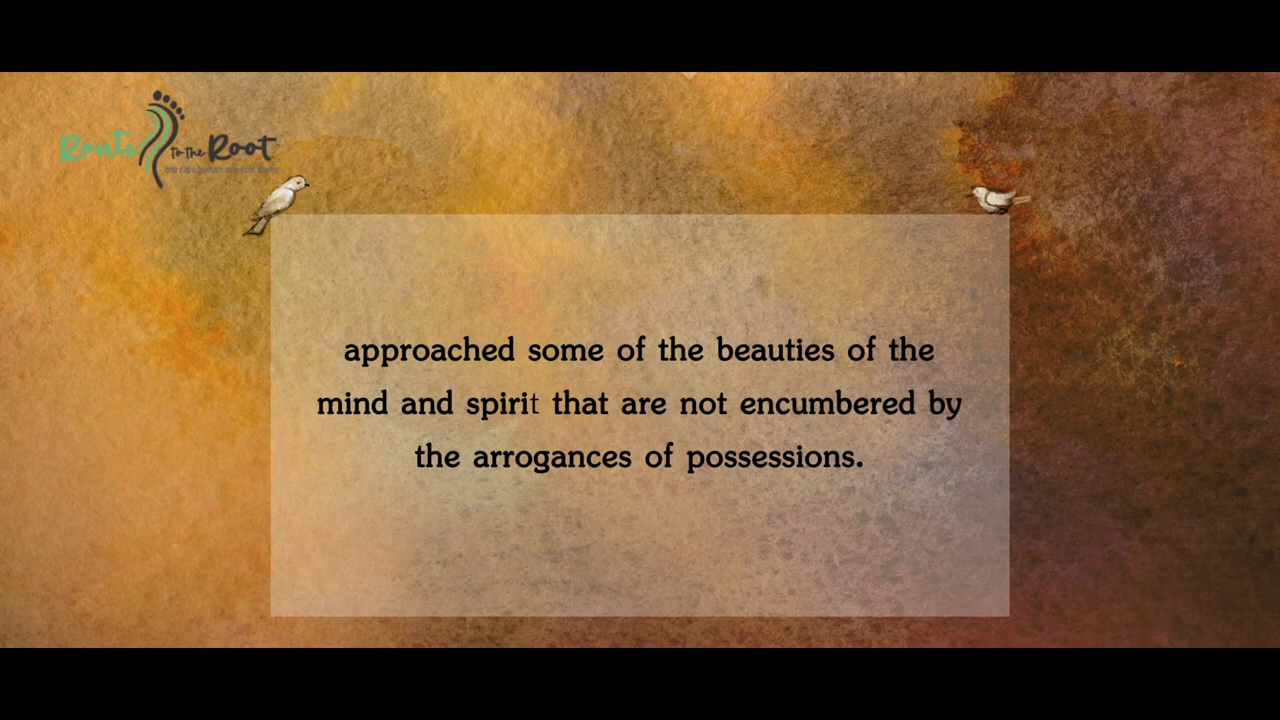 Route to the Root
approached some of the beauties of the
mind and spirit that are not encumbered by
the arrogances of possessions.